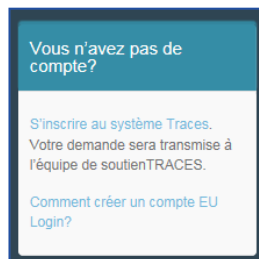 Vous n'avez pas de
compte?
S'inscrire au système Traces.
Votre demande sera transmise à
l'équipe de soutienTRACES.
Comment créer un compte EU
Login?